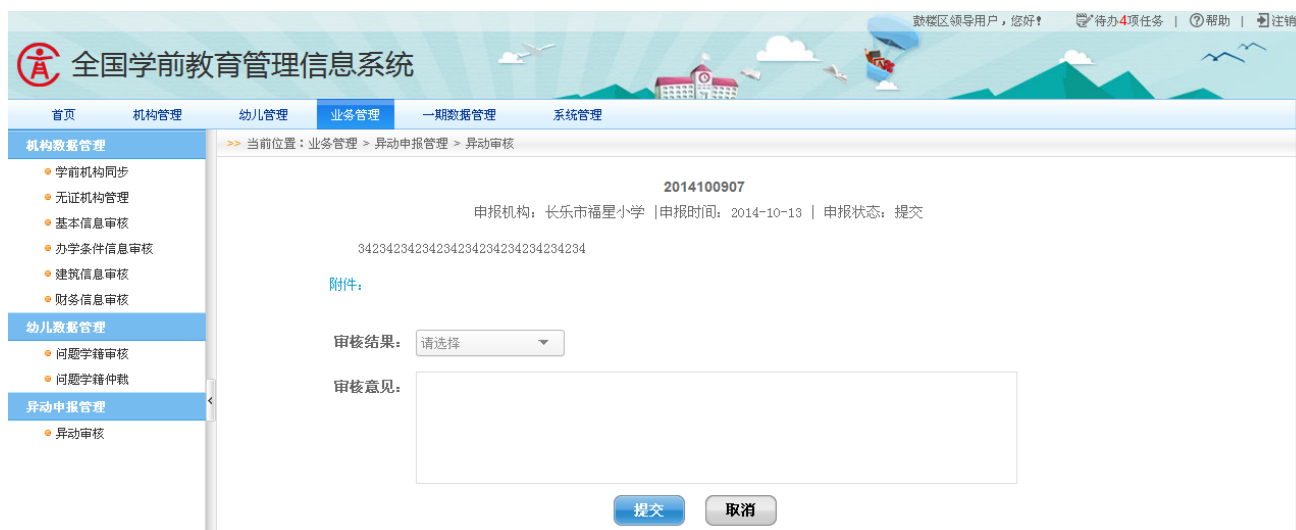 鼓楼区领导用户，您好! 待办4项任务 | 帮助 | 注销
全国学前教育管理信息系统
首页 机构管理 幼儿管理 业务管理 一期数据管理 系统管理
机构数据管理
学前机构同步
无证机构管理
基本信息审核
办学条件信息审核
建筑信息审核
财务信息审核
幼儿数据管理
问题学籍审核
问题学籍仲裁
异动申报管理
异动审核
>> 当前位置：业务管理 > 异动申报管理 > 异动审核
2014100907
申报机构：长乐市福星小学 |申报时间：2014-10-13 | 申报状态：提交
34234234234234234234234234234234
附件：
审核结果： 请选择
审核意见：
提交 取消